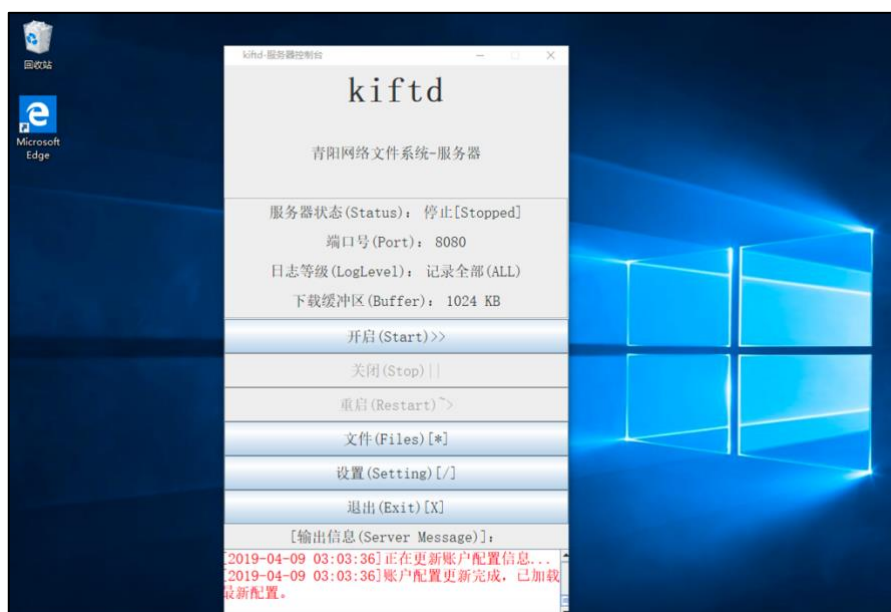 回收站
Microsoft
Edge
kiftd-服务器控制台
kiftd
青阳网络文件系统-服务器
服务器状态(Status)： 停止[Stopped]
端口号(Port)： 8080
日志等级(LogLevel)： 记录全部(ALL)
下载缓冲区(Buffer)： 1024 KB
开启(Start)>>
关闭(Stop)||
重启(Restart)~>
文件(Files)[*]
设置(Setting)[/]
退出(Exit)[X]
[输出信息(Server Message)]：
[2019-04-09 03:03:36]正在更新账户配置信息...
[2019-04-09 03:03:36]账户配置更新完成，已加载
最新配置。